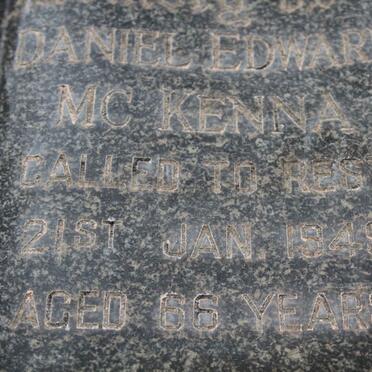 DANIEL EDWAR
MC KENNA
CALLED TO RES
21ST JAN. 194
AGED 66 YEAR